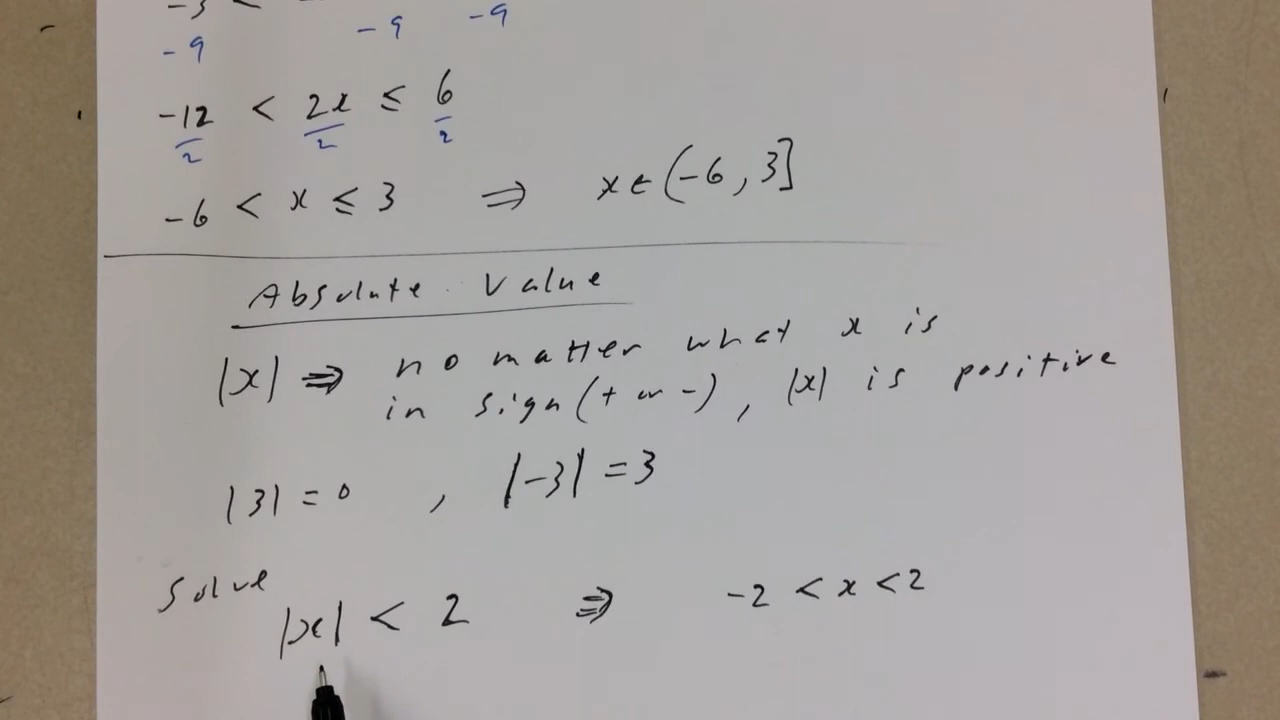 -3 <
-9 -9 -9
-12 < 2x ≤ 6
2 2 2
-6 < x ≤ 3 ⇒ x ∈ (-6, 3]
Absolute Value
|x| ⇒ no matter what x is
in sign (+ or -), |x| is positive
|3| = 0 , |-3| = 3
Solve
|x| < 2 ⇒ -2 < x < 2